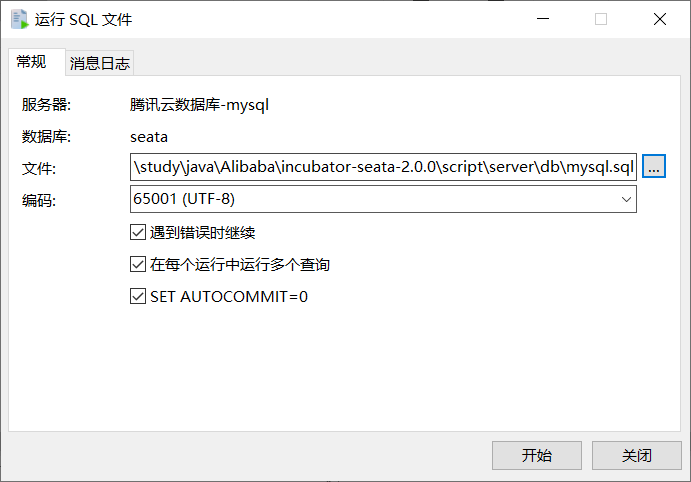 运行 SQL 文件
常规 消息日志
服务器: 腾讯云数据库-mysql
数据库: seata
文件: \study\java\Alibaba\incubator-seata-2.0.0\script\server\db\mysql.sql ...
编码: 65001 (UTF-8)
遇到错误时继续
在每个运行中运行多个查询
SET AUTOCOMMIT=0
开始 关闭